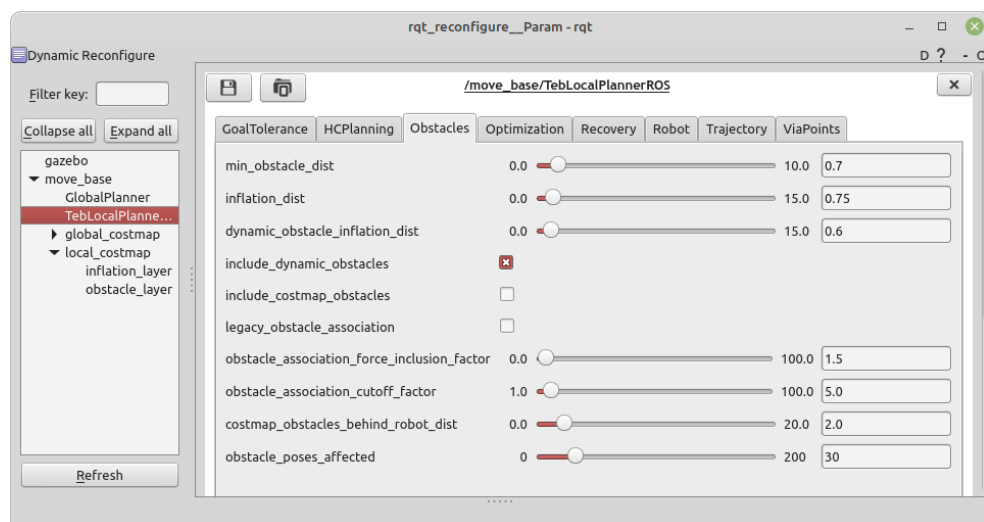 rqt_reconfigure__Param - rqt
Dynamic Reconfigure
D ? - O
Filter key:
Collapse all Expand all
gazebo
move_base
GlobalPlanner
TebLocalPlanne...
global_costmap
local_costmap
inflation_layer
obstacle_layer
Refresh
/move_base/TebLocalPlannerROS
GoalTolerance HCPlanning Obstacles Optimization Recovery Robot Trajectory ViaPoints
min_obstacle_dist 0.0 10.0 0.7
inflation_dist 0.0 15.0 0.75
dynamic_obstacle_inflation_dist 0.0 15.0 0.6
include_dynamic_obstacles
include_costmap_obstacles
legacy_obstacle_association
obstacle_association_force_inclusion_factor 0.0 100.0 1.5
obstacle_association_cutoff_factor 1.0 100.0 5.0
costmap_obstacles_behind_robot_dist 0.0 20.0 2.0
obstacle_poses_affected 0 200 30